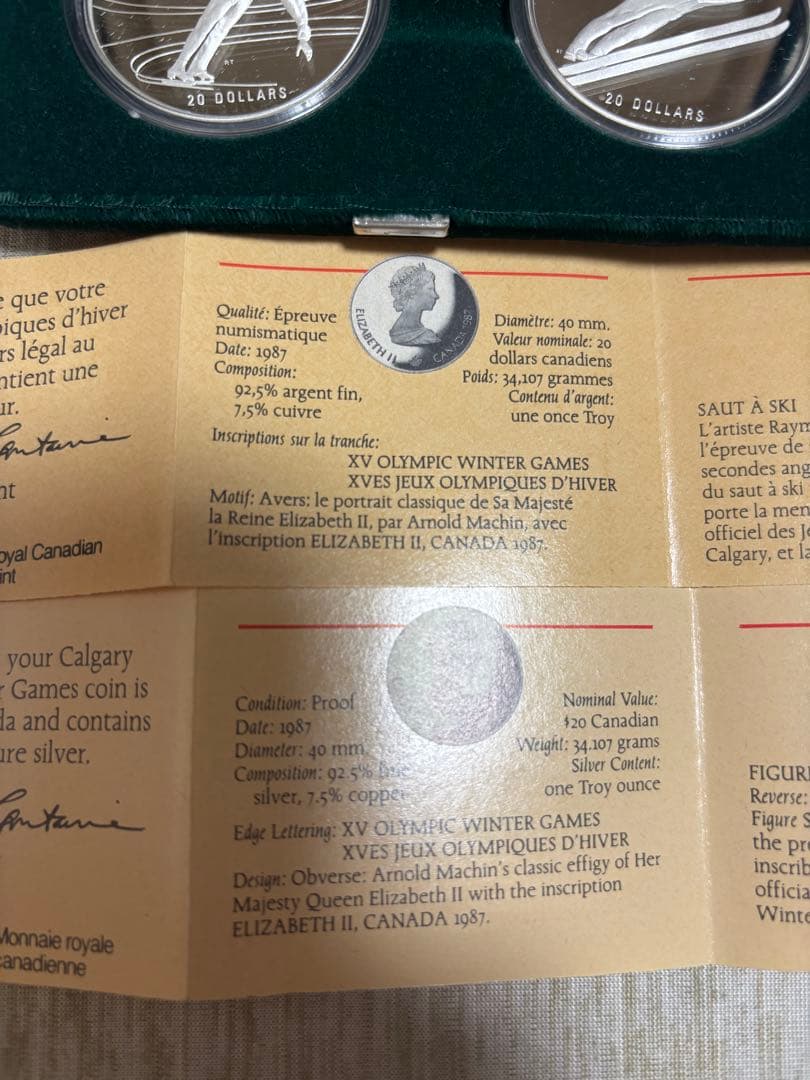 20 DOLLARS
RT
20 DOLLARS
RT
e que votre
iques d'hiver
rs légal au
ntient une
ur.
nt
oyal Canadian
int
Qualité: Épreuve
numismatique
Date: 1987
Composition:
92,5% argent fin,
7,5% cuivre
ELIZABETH II CANADA 1987
Diamètre: 40 mm.
Valeur nominale: 20
dollars canadiens
Poids: 34,107 grammes
Contenu d'argent:
une once Troy
Inscriptions sur la tranche:
XV OLYMPIC WINTER GAMES
XVES JEUX OLYMPIQUES D'HIVER
Motif: Avers: le portrait classique de Sa Majesté
la Reine Elizabeth II, par Arnold Machin, avec
l'inscription ELIZABETH II, CANADA 1987.
SAUT À SKI
L'artiste Raym
l'épreuve de
secondes ang
du saut à ski
porte la men
officiel des Je
Calgary, et la
your Calgary
r Games coin is
da and contains
ure silver.
Monnaie royale
canadienne
Condition: Proof
Date: 1987
Diameter: 40 mm.
Composition: 92.5% fine
silver, 7.5% copper
Nominal Value:
$20 Canadian
Weight: 34.107 grams
Silver Content:
one Troy ounce
Edge Lettering: XV OLYMPIC WINTER GAMES
XVES JEUX OLYMPIQUES D'HIVER
Design: Obverse: Arnold Machin's classic effigy of Her
Majesty Queen Elizabeth II with the inscription
ELIZABETH II, CANADA 1987.
FIGURE
Reverse:
Figure S
the pre
inscrib
officia
Winte